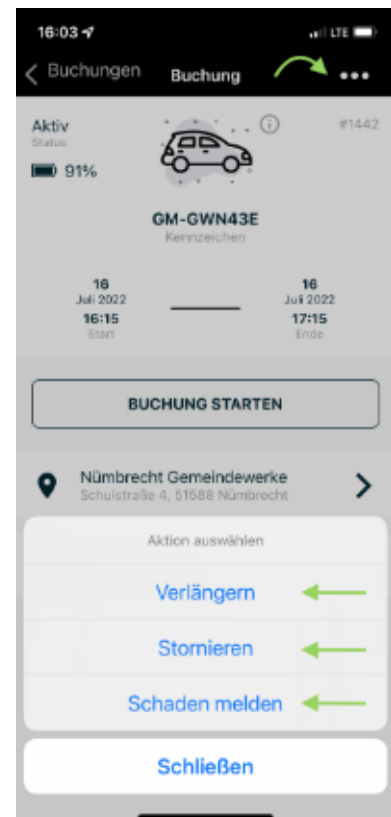 16:03
LTE
Buchungen
Buchung
Aktiv
#1442
Status
91%
GM-GWN43E
Kennzeichen
16
Juli 2022
16:15
Start
16
Juli 2022
17:15
Ende
BUCHUNG STARTEN
Nümbrecht Gemeindewerke
Schulstraße 4, 51588 Nümbrecht
Aktion auswählen
Verlängern
Stornieren
Schaden melden
Schließen